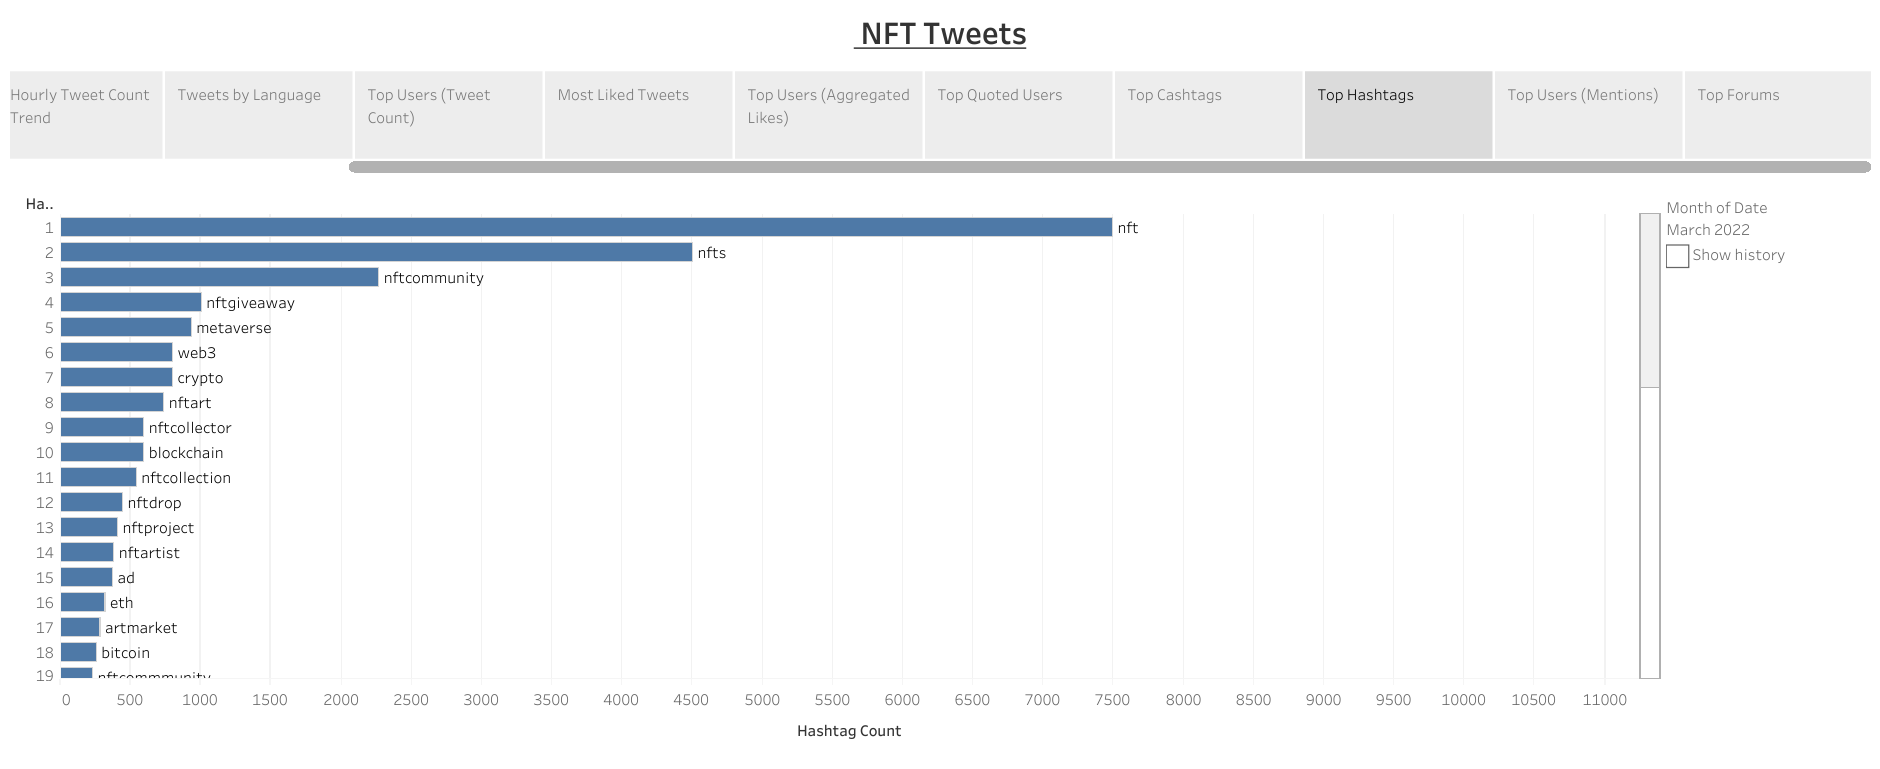 NFT Tweets
Hourly Tweet Count Trend
Tweets by Language
Top Users (Tweet Count)
Most Liked Tweets
Top Users (Aggregated Likes)
Top Quoted Users
Top Cashtags
Top Hashtags
Top Users (Mentions)
Top Forums
Ha..
1 nft
2 nfts
3 nftcommunity
4 nftgiveaway
5 metaverse
6 web3
7 crypto
8 nftart
9 nftcollector
10 blockchain
11 nftcollection
12 nftdrop
13 nftproject
14 nftartist
15 ad
16 eth
17 artmarket
18 bitcoin
19 nftcommmunity
0 500 1000 1500 2000 2500 3000 3500 4000 4500 5000 5500 6000 6500 7000 7500 8000 8500 9000 9500 10000 10500 11000
Hashtag Count
Month of Date
March 2022
Show history